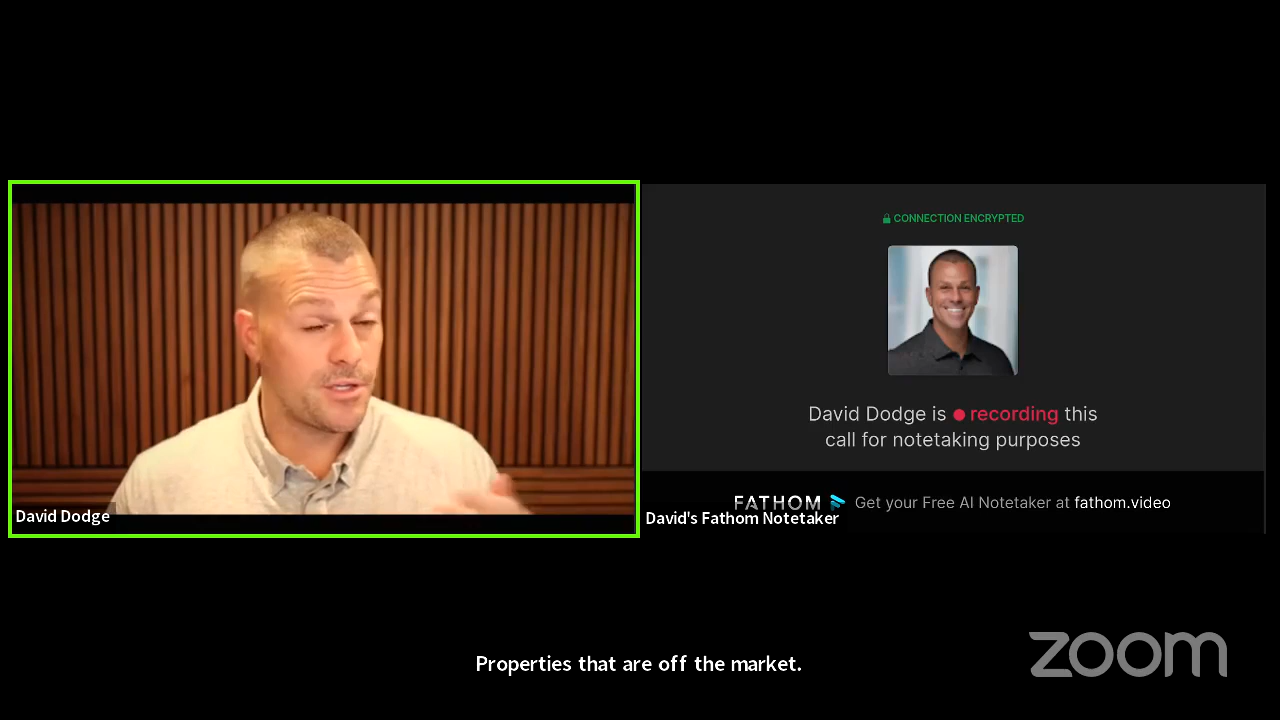 CONNECTION ENCRYPTED
David Dodge is recording this
call for notetaking purposes
FATHOM Get your Free AI Notetaker at fathom.video
David Dodge
David's Fathom Notetaker
Properties that are off the market.
zoom